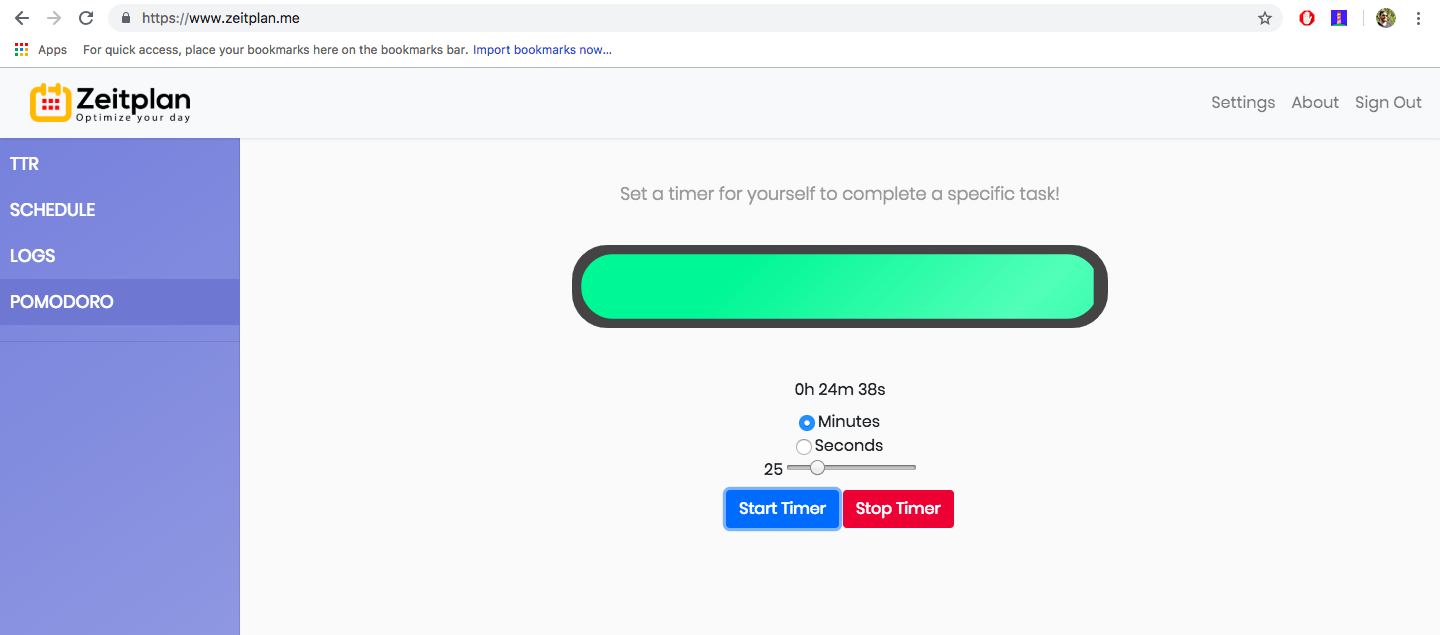 https://www.zeitplan.me
Apps For quick access, place your bookmarks here on the bookmarks bar. Import bookmarks now...
Zeitplan
Optimize your day
Settings About Sign Out
TTR
SCHEDULE
LOGS
POMODORO
Set a timer for yourself to complete a specific task!
0h 24m 38s
Minutes
Seconds
25
Start Timer Stop Timer